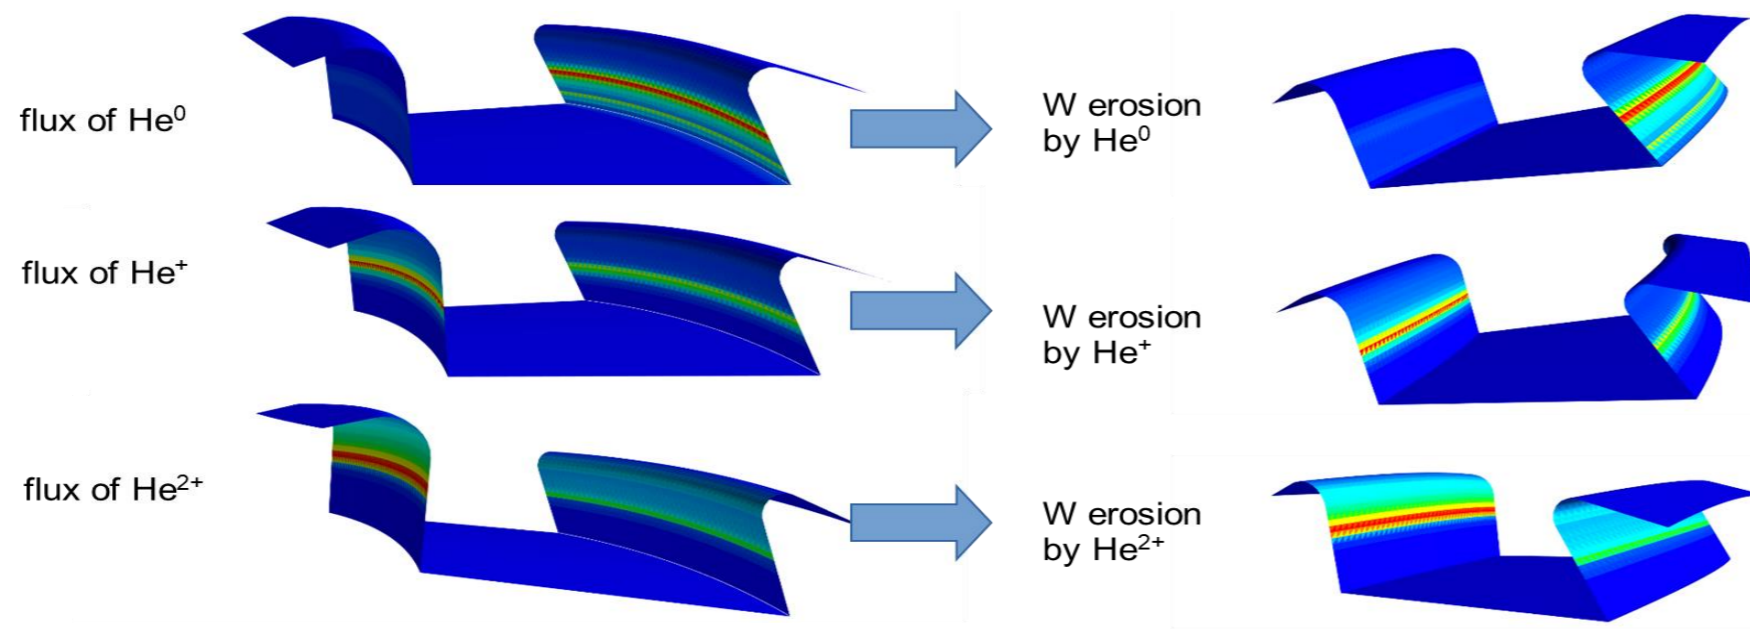 flux of He⁰
W erosion
by He⁰
flux of He⁺
W erosion
by He⁺
flux of He²⁺
W erosion
by He²⁺